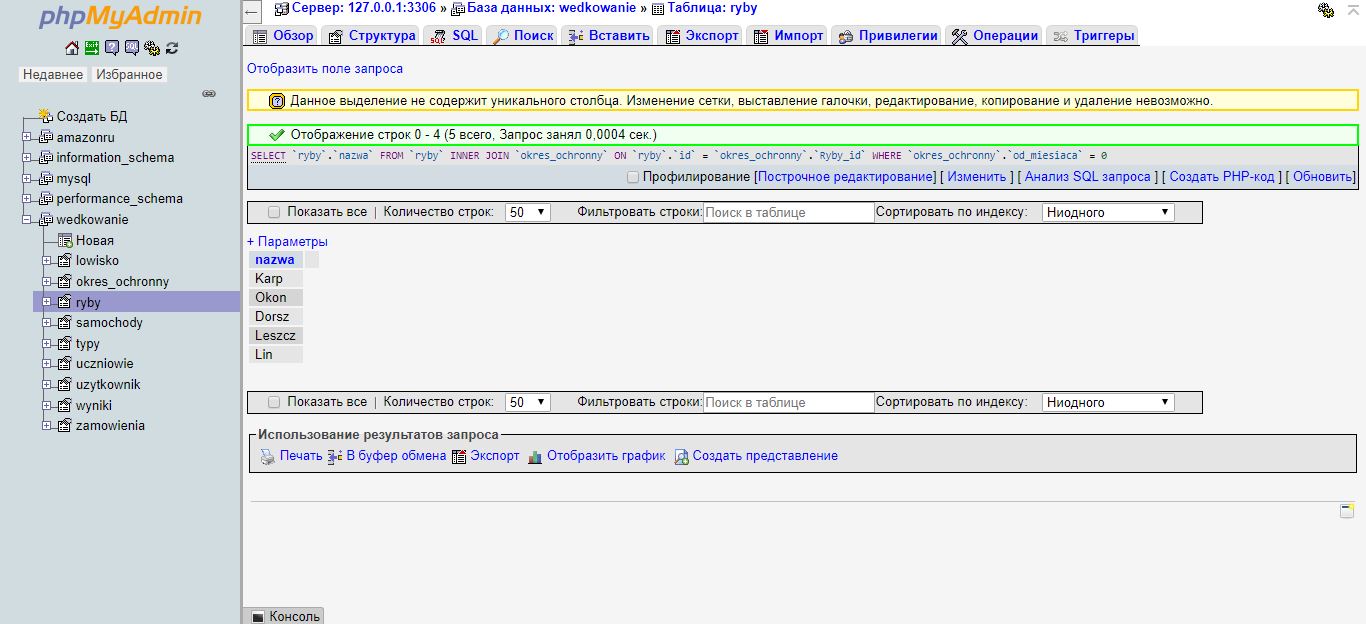 phpMyAdmin
Недавнее Избранное
Создать БД
amazonru
information_schema
mysql
performance_schema
wedkowanie
Новая
lowisko
okres_ochronny
ryby
samochody
typy
uczniowie
uzytkownik
wyniki
zamowienia
Сервер: 127.0.0.1:3306 » База данных: wedkowanie » Таблица: ryby
Обзор Структура SQL Поиск Вставить Экспорт Импорт Привилегии Операции Триггеры
Отобразить поле запроса
Данное выделение не содержит уникального столбца. Изменение сетки, выставление галочки, редактирование, копирование и удаление невозможно.
Отображение строк 0 - 4 (5 всего, Запрос занял 0,0004 сек.)
SELECT `ryby`.`nazwa` FROM `ryby` INNER JOIN `okres_ochronny` ON `ryby`.`id` = `okres_ochronny`.`Ryby_id` WHERE `okres_ochronny`.`od_miesiaca` = 0
Профилирование [Построчное редактирование] [ Изменить ] [ Анализ SQL запроса ] [ Создать PHP-код ] [ Обновить]
Показать все | Количество строк: 50 Фильтровать строки: Поиск в таблице Сортировать по индексу: Ниодного
+ Параметры
nazwa
Karp
Okon
Dorsz
Leszcz
Lin
Показать все | Количество строк: 50 Фильтровать строки: Поиск в таблице Сортировать по индексу: Ниодного
Использование результатов запроса
Печать В буфер обмена Экспорт Отобразить график Создать представление
Консоль